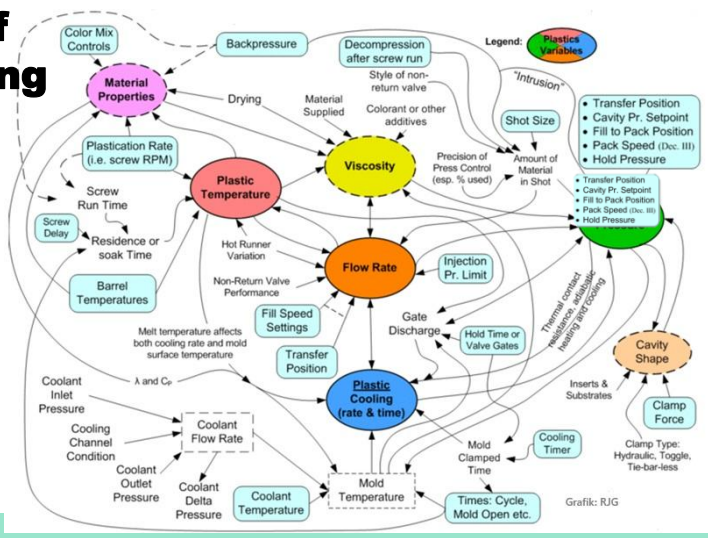 f
ng
Color Mix
Controls
Backpressure
Decompression
after screw run
Legend:
Plastics
Variables
Style of non-
return valve
"Intrusion"
Material
Properties
Drying
Material
Supplied
Colorant or other
additives
Shot Size
• Transfer Position
• Cavity Pr. Setpoint
• Fill to Pack Position
• Pack Speed (Dec. III)
• Hold Pressure
Plastication Rate
(i.e. screw RPM)
Viscosity
Precision of
Press Control
(esp. % used)
Amount of
Material
in Shot
Plastic
Temperature
• Transfer Position
• Cavity Pr. Setpoint
• Fill to Pack Position
• Pack Speed (Dec. III)
• Hold Pressure
Screw
Run Time
Screw
Delay
Residence or
soak Time
Hot Runner
Variation
Flow Rate
Injection
Pr. Limit
Non-Return Valve
Performance
Barrel
Temperatures
Fill Speed
Settings
Gate
Discharge
Thermal contact
resistance, adiabatic
heating and cooling
Melt temperature affects
both cooling rate and mold
surface temperature
Transfer
Position
Hold Time or
Valve Gates
Cavity
Shape
λ and Cₚ
Plastic
Cooling
(rate & time)
Inserts &
Substrates
Coolant
Inlet
Pressure
Clamp
Force
Coolant
Flow Rate
Cooling
Channel
Condition
Mold
Clamped
Time
Cooling
Timer
Clamp Type:
Hydraulic, Toggle,
Tie-bar-less
Coolant
Outlet
Pressure
Coolant
Delta
Pressure
Coolant
Temperature
Mold
Temperature
Times: Cycle,
Mold Open etc.
Grafik: RJG